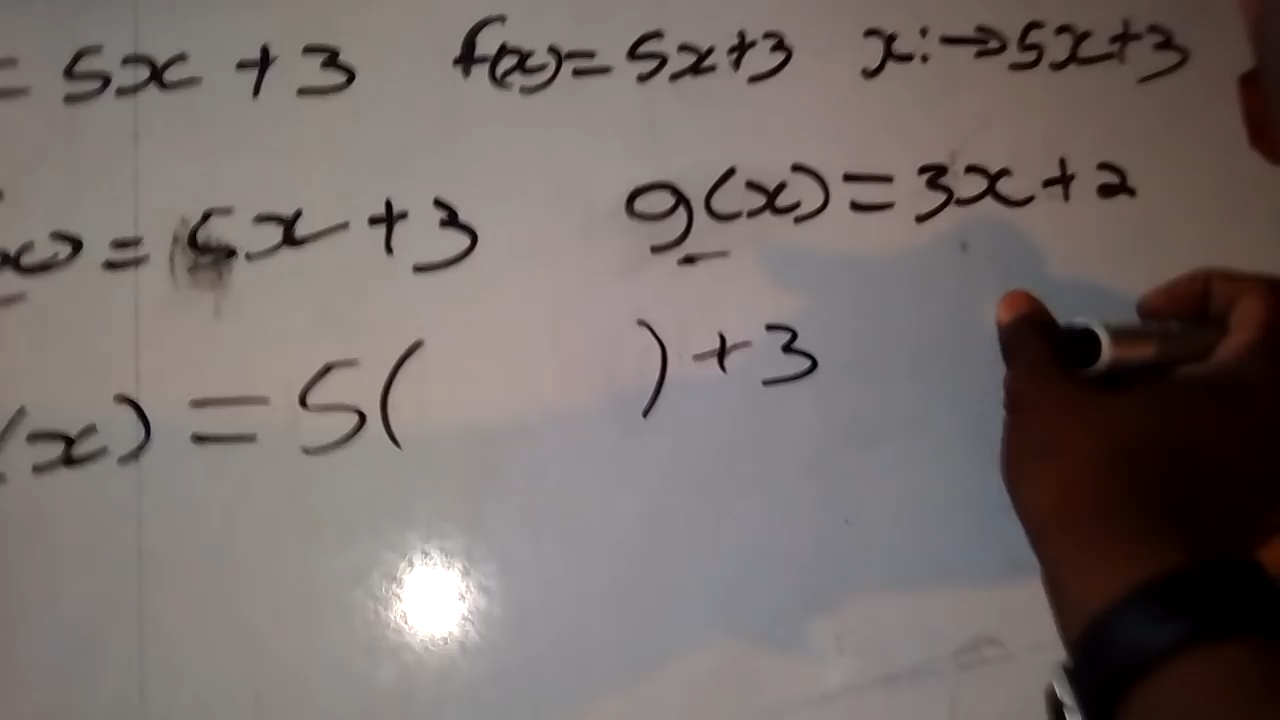 = 5x + 3 f(x) = 5x+3 x: → 5x+3
x) = 5x + 3 g(x) = 3x + 2
(x) = 5( ) + 3